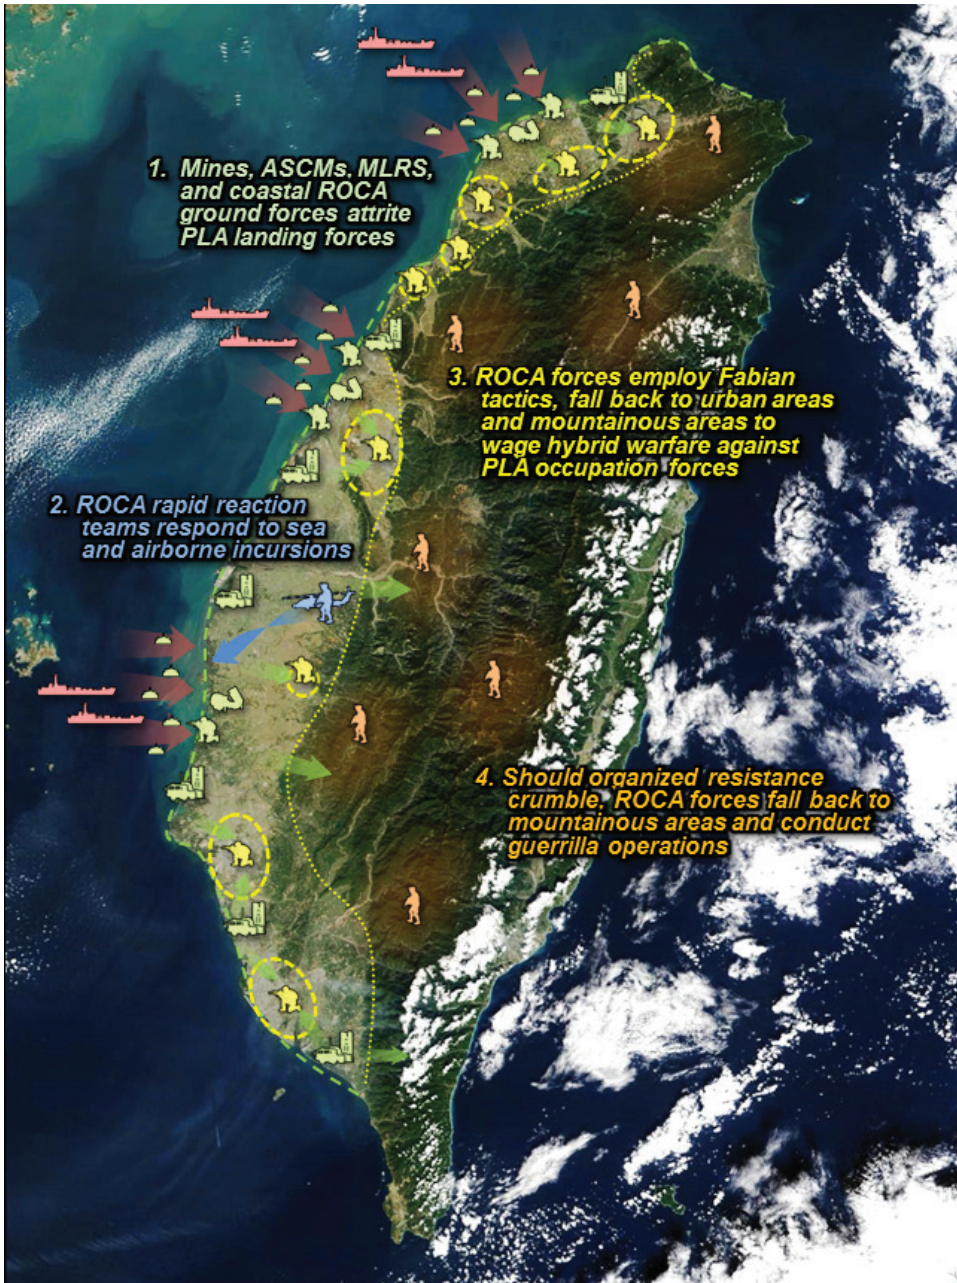 1. Mines, ASCMs, MLRS,
and coastal ROCA
ground forces attrite
PLA landing forces
3. ROCA forces employ Fabian
tactics, fall back to urban areas
and mountainous areas to
wage hybrid warfare against
PLA occupation forces
2. ROCA rapid reaction
teams respond to sea
and airborne incursions
4. Should organized resistance
crumble, ROCA forces fall back to
mountainous areas and conduct
guerrilla operations